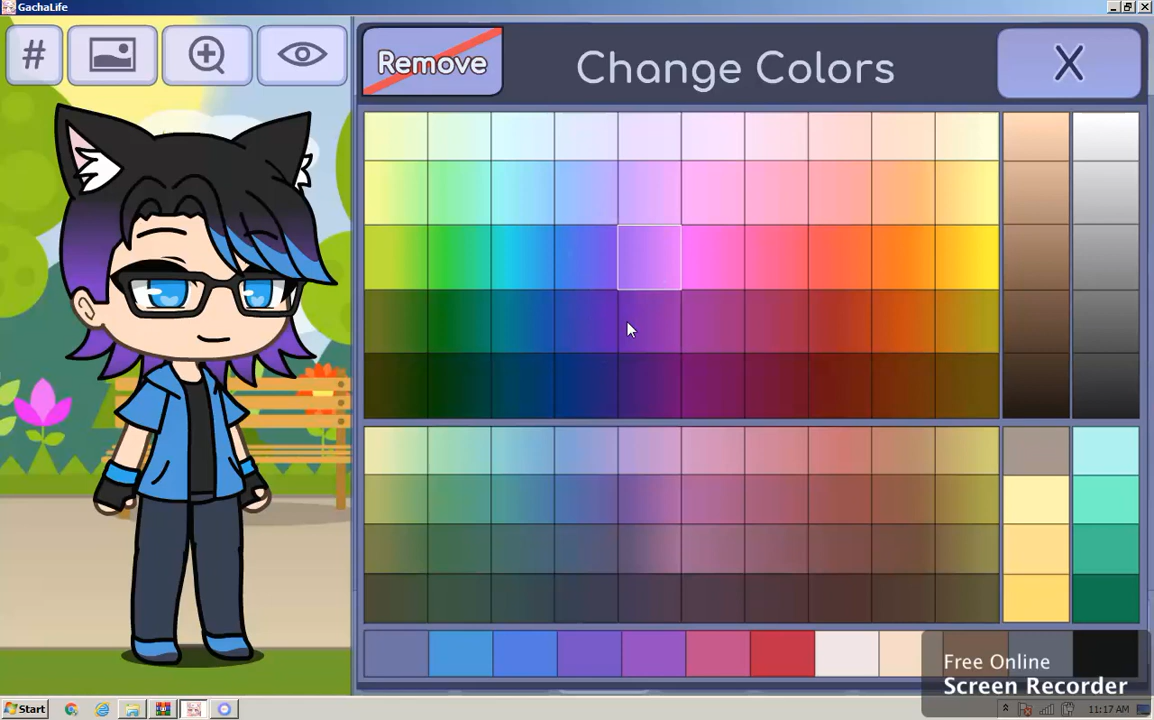 GachaLife
#
Remove
Change Colors
X
Free Online
Screen Recorder
Start
11:17 AM